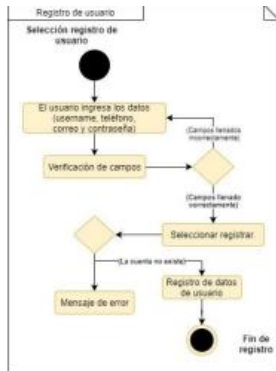 Registro de usuario
Selección registro de
usuario
El usuario ingresa los datos
(username, teléfono,
correo y contraseña)
(Campos llenados
incorrectamente)
Verificación de campos
(Campos llenado
correctamente)
Seleccionar registrar
(La cuenta no existe)
Registro de datos
de usuario
Mensaje de error
Fin de
registro